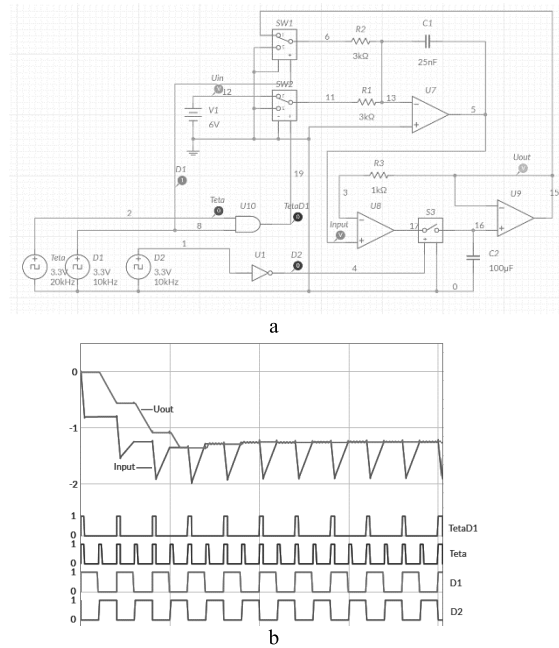 SW1
6
R2
3kΩ
C1
25nF
Uin
12
SW2
11
R1
3kΩ
13
U7
5
V1
6V
D1
19
R3
1kΩ
Uout
U9
15
3
2
Teta
U10
TetaD1
8
Input
U8
17
S3
16
1
U1
D2
4
C2
100μF
0
Teta
3.3V
20kHz
D1
3.3V
10kHz
D2
3.3V
10kHz
a
0
-1
-2
Uout
Input
1
0
TetaD1
1
0
Teta
1
0
D1
1
0
D2
b